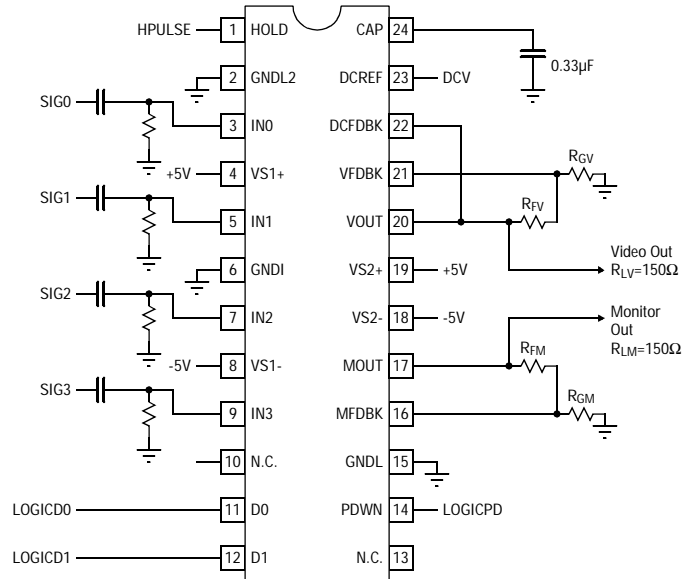 HPULSE 1 HOLD CAP 24
0.33µF
2 GNDL2 DCREF 23 DCV
SIG0
3 IN0 DCFDBK 22
+5V 4 VS1+ VFDBK 21 RGV
SIG1
5 IN1 VOUT 20 RFV
Video Out
RLV=150Ω
6 GNDI VS2+ 19 +5V
SIG2
7 IN2 VS2- 18 -5V
Monitor
Out
RLM=150Ω
-5V 8 VS1- MOUT 17 RFM
SIG3
9 IN3 MFDBK 16 RGM
10 N.C. GNDL 15
LOGICD0 11 D0 PDWN 14 LOGICPD
LOGICD1 12 D1 N.C. 13